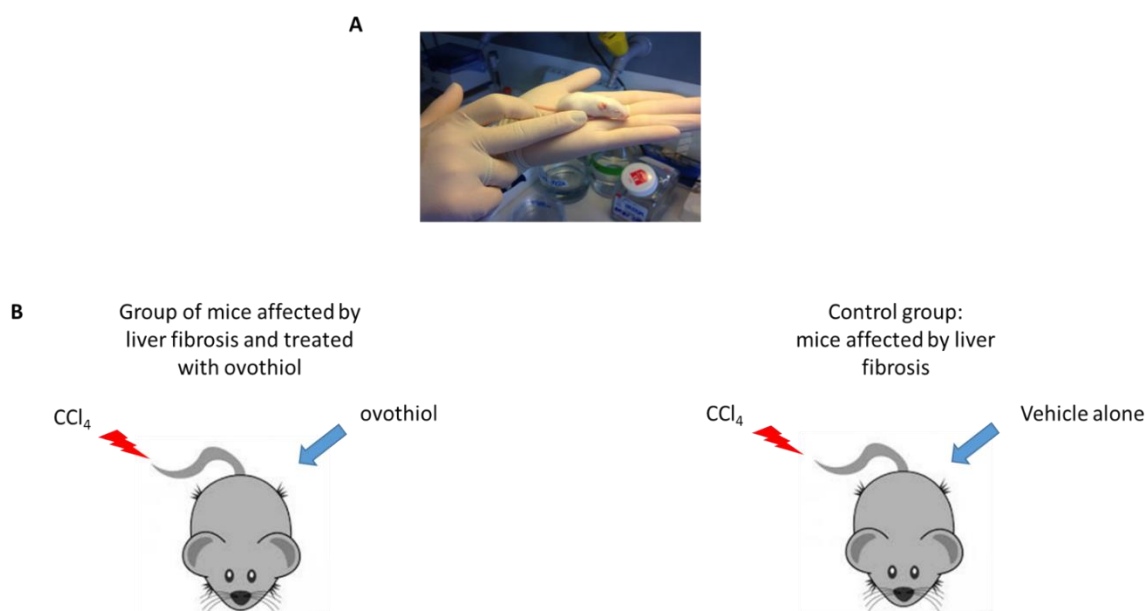 A
B
Group of mice affected by
liver fibrosis and treated
with ovothiol
Control group:
mice affected by liver
fibrosis
CCl₄
ovothiol
CCl₄
Vehicle alone